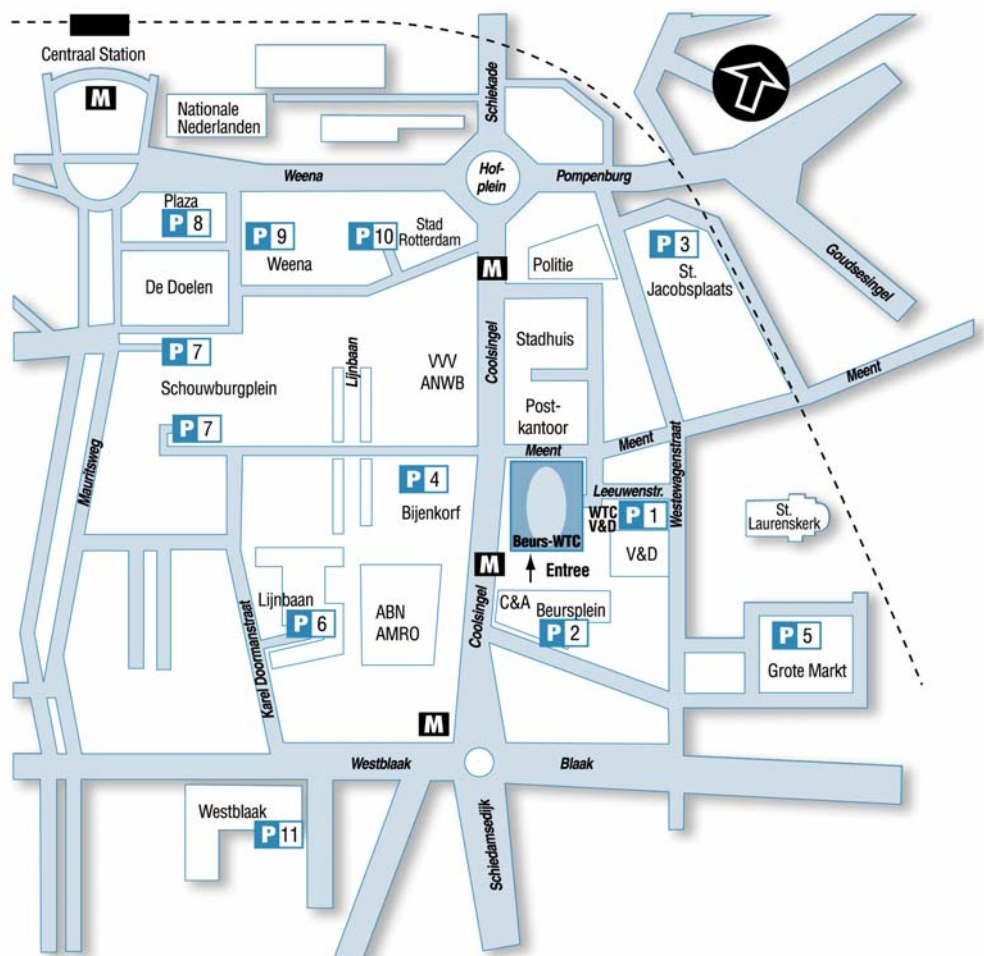 Centraal Station
M
Nationale
Nederlanden
Schiekade
Weena
Hof-
plein
Pompenburg
Plaza
P 8
P 9
Weena
P 10
Stad
Rotterdam
M
Politie
P 3
St.
Jacobsplaats
Goudsesingel
De Doelen
P 7
Schouwburgplein
Lijnbaan
VVV
ANWB
Coolsingel
Stadhuis
Post-
kantoor
Meent
Meent
Meent
P 7
Mauritsweg
P 4
Bijenkorf
Leeuwenstr.
Westewagenstraat
WTC
V&D
P 1
V&D
Beurs-WTC
Entree
M
St.
Laurenskerk
Lijnbaan
P 6
ABN
AMRO
Coolsingel
C&A
Beursplein
P 2
P 5
Grote Markt
Karel Doormanstraat
M
Westblaak
Blaak
Westblaak
P 11
Schiedamsedijk